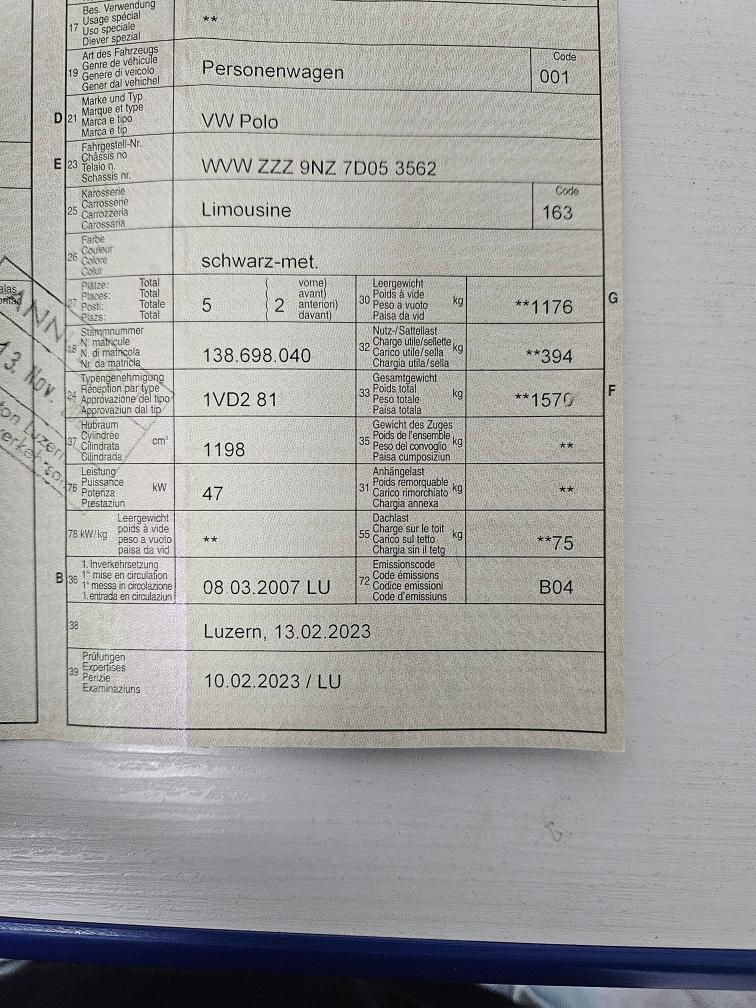 Bes. Verwendung
17 Usage spécial **
Uso speciale
Diever spezial
Art des Fahrzeugs Code
19 Genre de véhicule Personenwagen 001
Genere di veicolo
Gener dal vehichel
Marke und Typ
D 21 Marque et type VW Polo
Marca e tipo
Marca e tip
Fahrgestell-Nr.
E 23 Châssis no WVW ZZZ 9NZ 7D05 3562
Telaio n.
Schassis nr.
Karosserie Code
25 Carrosserie Limousine 163
Carrozzeria
Carossaria
Farbe
26 Couleur schwarz-met.
Colore
Colur
Plätze: Total vorne) Leergewicht
27 Places: Total 5 2 avant) 30 Poids à vide kg **1176 G
Posti: Totale anteriori) Peso a vuoto
Plazs: Total davant) Paisa da vid
Stammnummer Nutz-/Sattellast
18 N. matricule 138.698.040 32 Charge utile/sellette kg **394
N. di matricola Carico utile/sella
Nr. da matricla Chargia utila/sella
Typengenehmigung Gesamtgewicht
24 Réception par type 1VD2 81 33 Poids total kg **1570 F
Approvazione del tipo Peso totale
Approvaziun dal tip Paisa totala
Hubraum Gewicht des Zuges
37 Cylindrée cm³ 1198 35 Poids de l'ensemble kg **
Cilindrata Peso del convoglio
Cilindrada Paisa cumposiziun
Leistung Anhängelast
76 Puissance kW 47 31 Poids remorquable kg **
Potenza Carico rimorchiato
Prestaziun Chargia annexa
Leergewicht Dachlast
78 kW/kg poids à vide ** 55 Charge sur le toit kg **75
peso a vuoto Carico sul tetto
paisa da vid Chargia sin il tetg
1. Inverkehrsetzung Emissionscode
B 36 1re mise en circulation 08.03.2007 LU 72 Code émissions B04
1a messa in circolazione Codice emissioni
1. entrada en circulaziun Code d'emissiuns
38 Luzern, 13.02.2023
Prüfungen
39 Expertises 10.02.2023 / LU
Perizie
Examinaziuns
13. Nov.